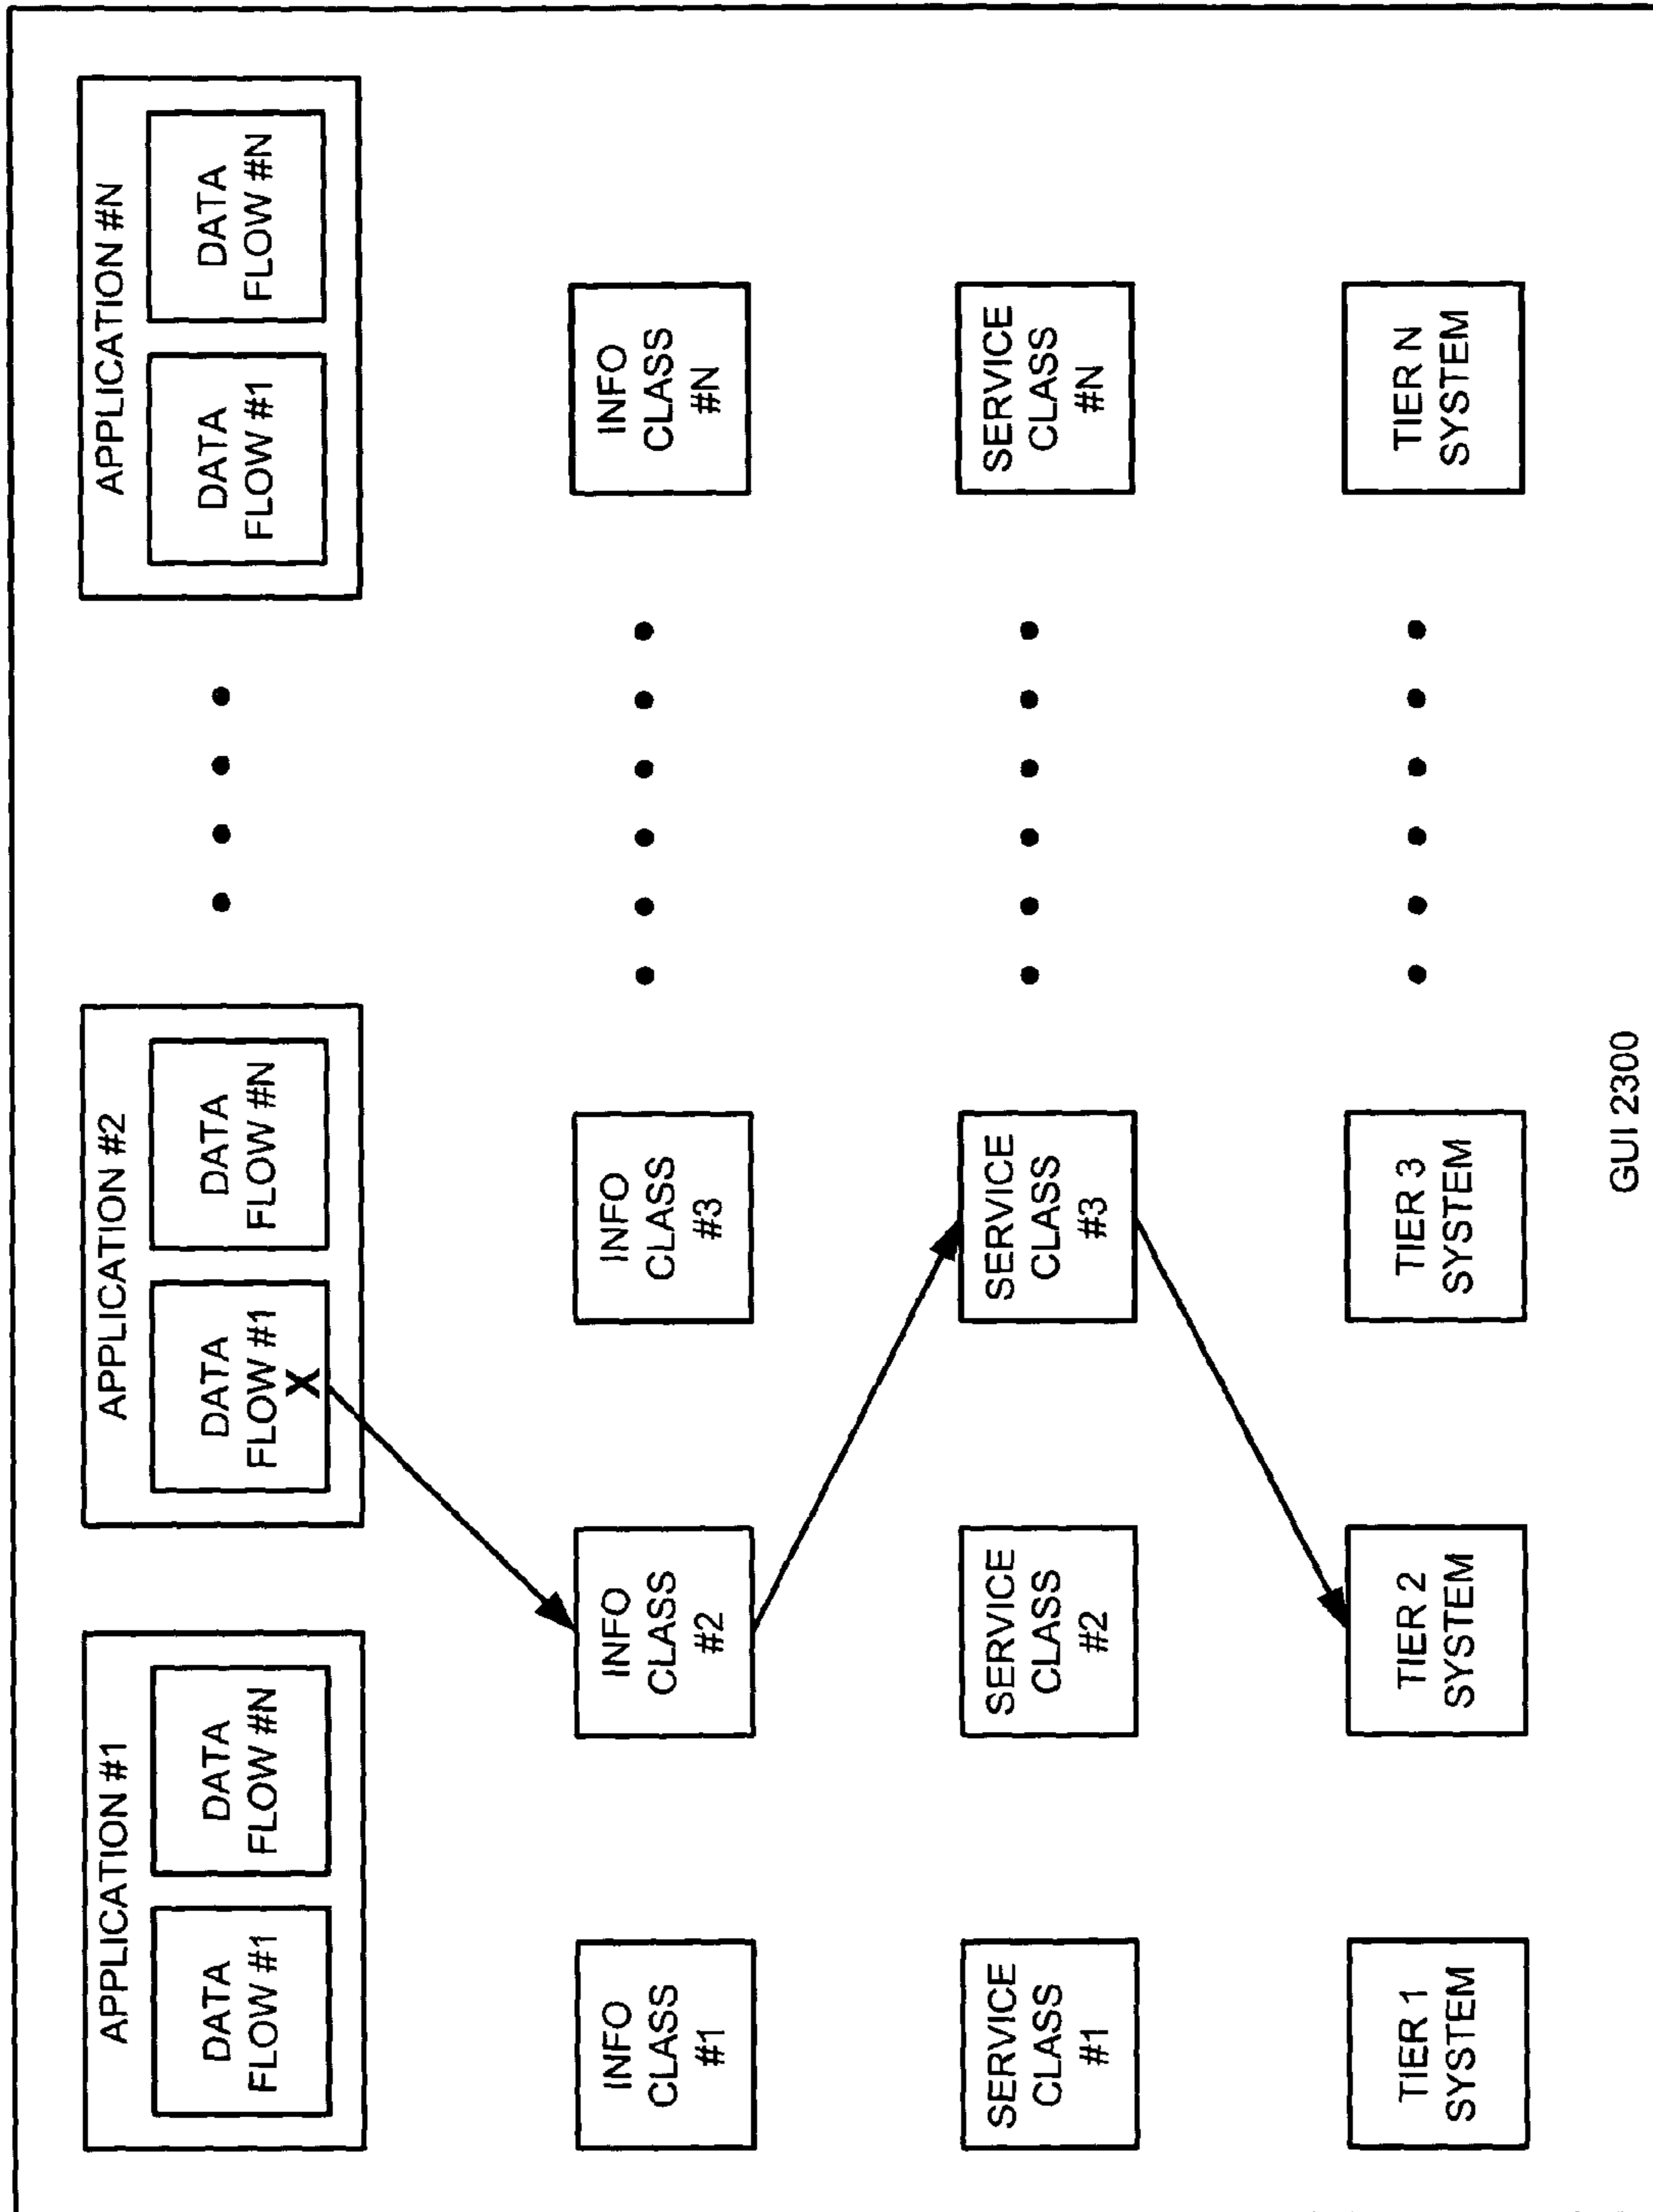 APPLICATION #1
DATA
FLOW #1
DATA
FLOW #N
APPLICATION #2
DATA
FLOW #1
X
DATA
FLOW #N
APPLICATION #N
DATA
FLOW #1
DATA
FLOW #N
INFO
CLASS
#1
INFO
CLASS
#2
INFO
CLASS
#3
INFO
CLASS
#N
SERVICE
CLASS
#1
SERVICE
CLASS
#2
SERVICE
CLASS
#3
SERVICE
CLASS
#N
TIER 1
SYSTEM
TIER 2
SYSTEM
TIER 3
SYSTEM
TIER N
SYSTEM
GUI 2300